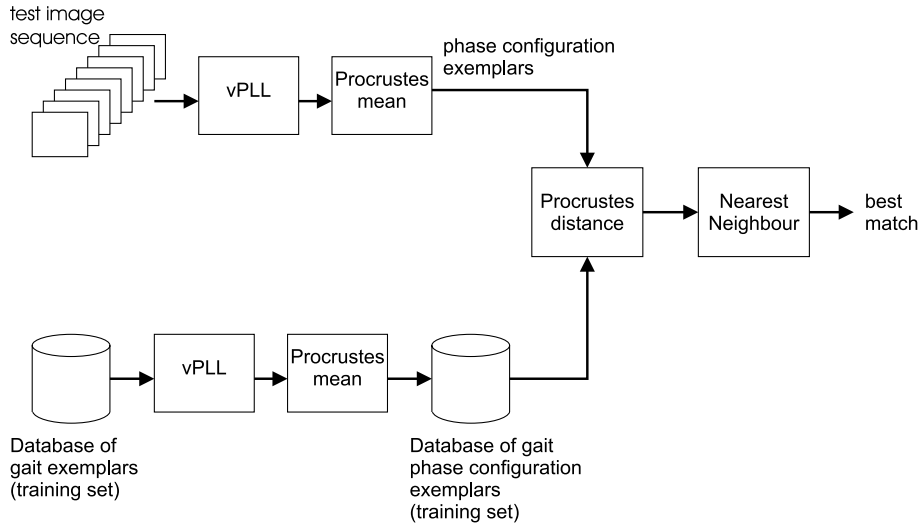 test image
sequence
vPLL
Procrustes
mean
phase configuration
exemplars
Procrustes
distance
Nearest
Neighbour
best
match
vPLL
Procrustes
mean
Database of
gait exemplars
(training set)
Database of gait
phase configuration
exemplars
(training set)